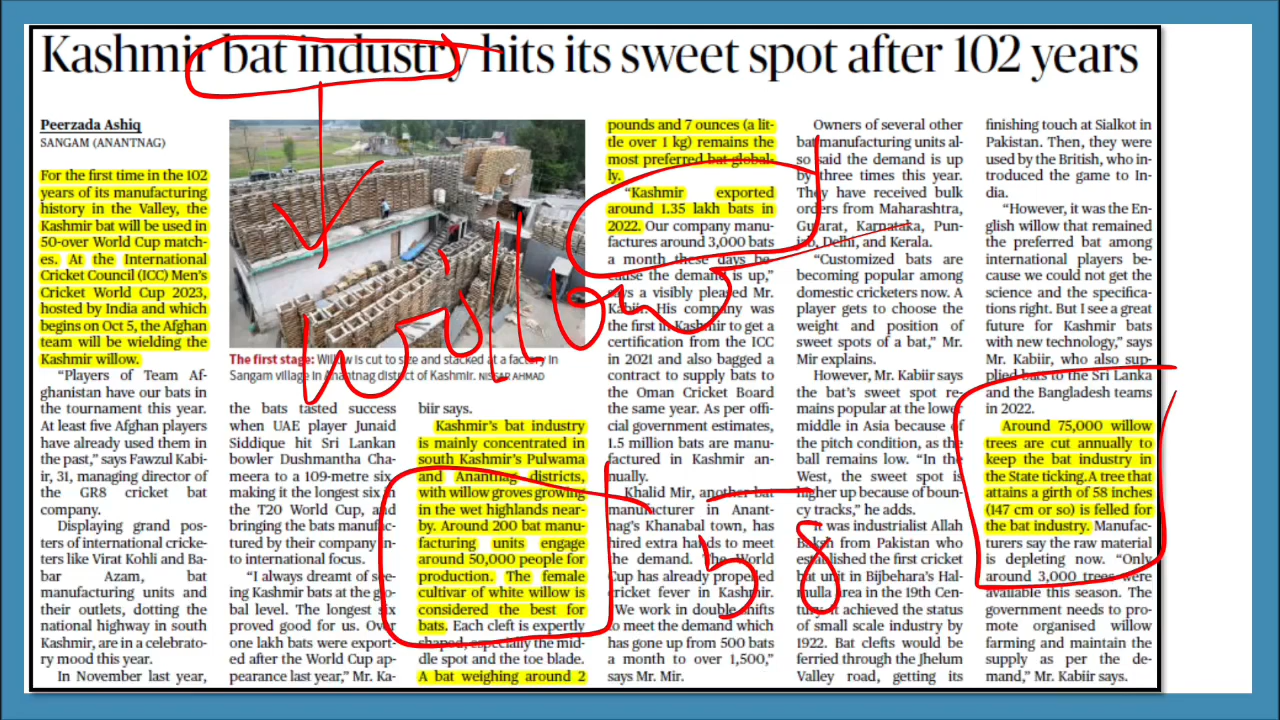 Kashmir bat industry hits its sweet spot after 102 years
Peerzada Ashiq
SANGAM (ANANTNAG)
For the first time in the 102
years of its manufacturing
history in the Valley, the
Kashmir bat will be used in
50-over World Cup match-
es. At the International
Cricket Council (ICC) Men's
Cricket World Cup 2023,
hosted by India and which
begins on Oct 5, the Afghan
team will be wielding the
Kashmir willow.
"Players of Team Af-
ghanistan have our bats in
the tournament this year.
At least five Afghan players
have already used them in
the past," says Fawzul Kabi-
ir, 31, managing director of
the GR8 cricket bat
company.
Displaying grand pos-
ters of international cricke-
ters like Virat Kohli and Ba-
bar Azam, bat
manufacturing units and
their outlets, dotting the
national highway in south
Kashmir, are in a celebrato-
ry mood this year.
In November last year,
The first stage: Willow is cut to size and stacked at a factory in
Sangam village in Anantnag district of Kashmir. NISSAR AHMAD
the bats tasted success
when UAE player Junaid
Siddique hit Sri Lankan
bowler Dushmantha Cha-
meera to a 109-metre six,
making it the longest six in
the T20 World Cup, and
bringing the bats manufac-
tured by their company in-
to international focus.
"I always dreamt of see-
ing Kashmir bats at the glo-
bal level. The longest six
proved good for us. Over
one lakh bats were export-
ed after the World Cup ap-
pearance last year," Mr. Ka-
biir says.
Kashmir's bat industry
is mainly concentrated in
south Kashmir's Pulwama
and Anantnag districts,
with willow groves growing
in the wet highlands near-
by. Around 200 bat manu-
facturing units engage
around 50,000 people for
production. The female
cultivar of white willow is
considered the best for
bats. Each cleft is expertly
shaped, especially the mid-
dle spot and the toe blade.
A bat weighing around 2
pounds and 7 ounces (a lit-
tle over 1 kg) remains the
most preferred bat global-
ly.
"Kashmir exported
around 1.35 lakh bats in
2022. Our company manu-
factures around 3,000 bats
a month these days be-
cause the demand is up,"
says a visibly pleased Mr.
Kabiir. His company was
the first in Kashmir to get a
certification from the ICC
in 2021 and also bagged a
contract to supply bats to
the Oman Cricket Board
the same year. As per offi-
cial government estimates,
1.5 million bats are manu-
factured in Kashmir an-
nually.
Khalid Mir, another bat
manufacturer in Anant-
nag's Khanabal town, has
hired extra hands to meet
the demand. "The World
Cup has already propelled
cricket fever in Kashmir.
We work in double shifts
to meet the demand which
has gone up from 500 bats
a month to over 1,500,"
says Mr. Mir.
Owners of several other
bat manufacturing units al-
so said the demand is up
by three times this year.
They have received bulk
orders from Maharashtra,
Gujarat, Karnataka, Pun-
jab, Delhi, and Kerala.
"Customized bats are
becoming popular among
domestic cricketers now. A
player gets to choose the
weight and position of
sweet spots of a bat," Mr.
Mir explains.
However, Mr. Kabiir says
the bat's sweet spot re-
mains popular at the lower
middle in Asia because of
the pitch condition, as the
ball remains low. "In the
West, the sweet spot is
higher up because of boun-
cy tracks," he adds.
It was industrialist Allah
Baksh from Pakistan who
established the first cricket
bat unit in Bijbehara's Hal-
mulla area in the 19th Cen-
tury. It achieved the status
of small scale industry by
1922. Bat clefts would be
ferried through the Jhelum
Valley road, getting its
finishing touch at Sialkot in
Pakistan. Then, they were
used by the British, who in-
troduced the game to In-
dia.
"However, it was the En-
glish willow that remained
the preferred bat among
international players be-
cause we could not get the
science and the specifica-
tions right. But I see a great
future for Kashmir bats
with new technology," says
Mr. Kabiir, who also sup-
plied bats to the Sri Lanka
and the Bangladesh teams
in 2022.
Around 75,000 willow
trees are cut annually to
keep the bat industry in
the State ticking. A tree that
attains a girth of 58 inches
(147 cm or so) is felled for
the bat industry. Manufac-
turers say the raw material
is depleting now. "Only
around 3,000 trees were
available this season. The
government needs to pro-
mote organised willow
farming and maintain the
supply as per the de-
mand," Mr. Kabiir says.
willow
58